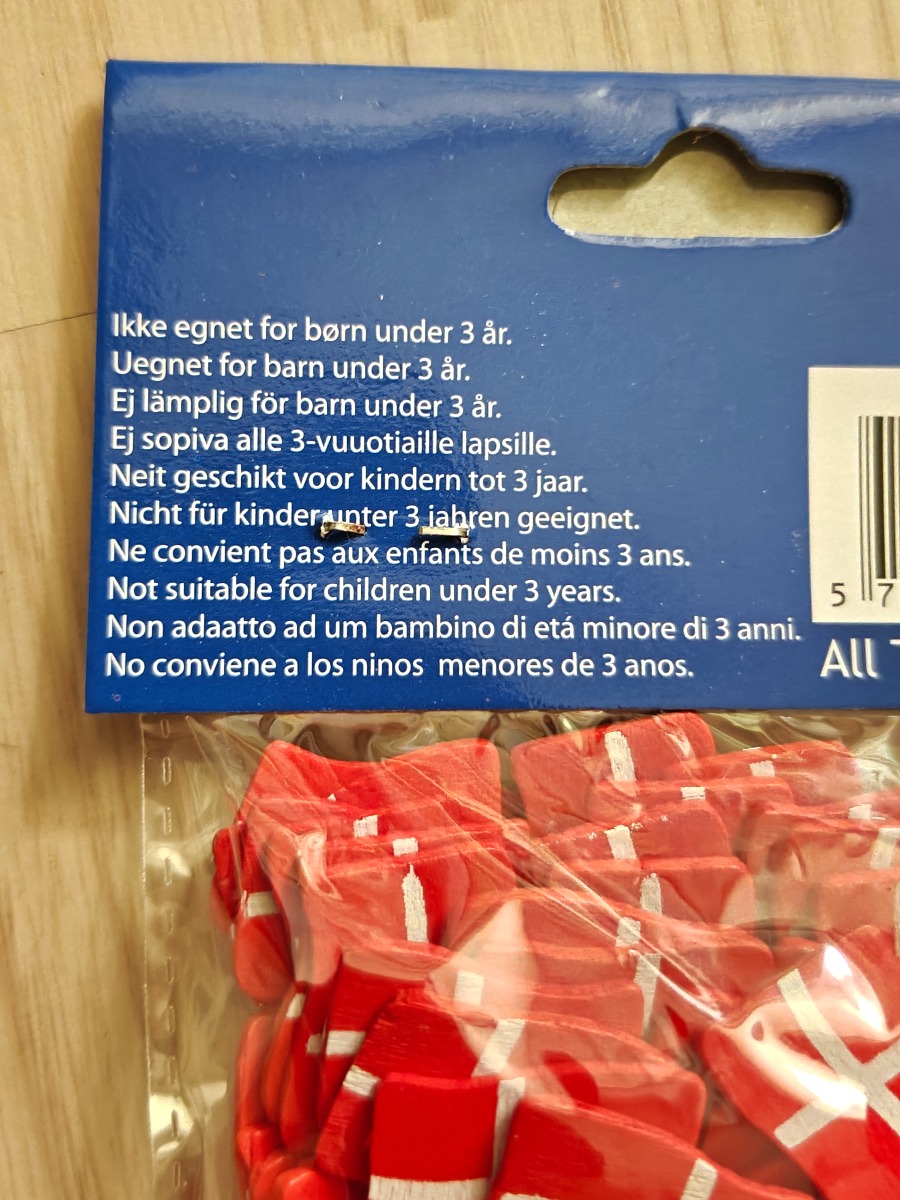 Ikke egnet for børn under 3 år.
Uegnet for barn under 3 år.
Ej lämplig för barn under 3 år.
Ej sopiva alle 3-vuuotiaille lapsille.
Neit geschikt voor kindern tot 3 jaar.
Nicht für kinder unter 3 jahren geeignet.
Ne convient pas aux enfants de moins 3 ans.
Not suitable for children under 3 years.
Non adaatto ad um bambino di etá minore di 3 anni.
No conviene a los ninos menores de 3 anos.
5 7
All